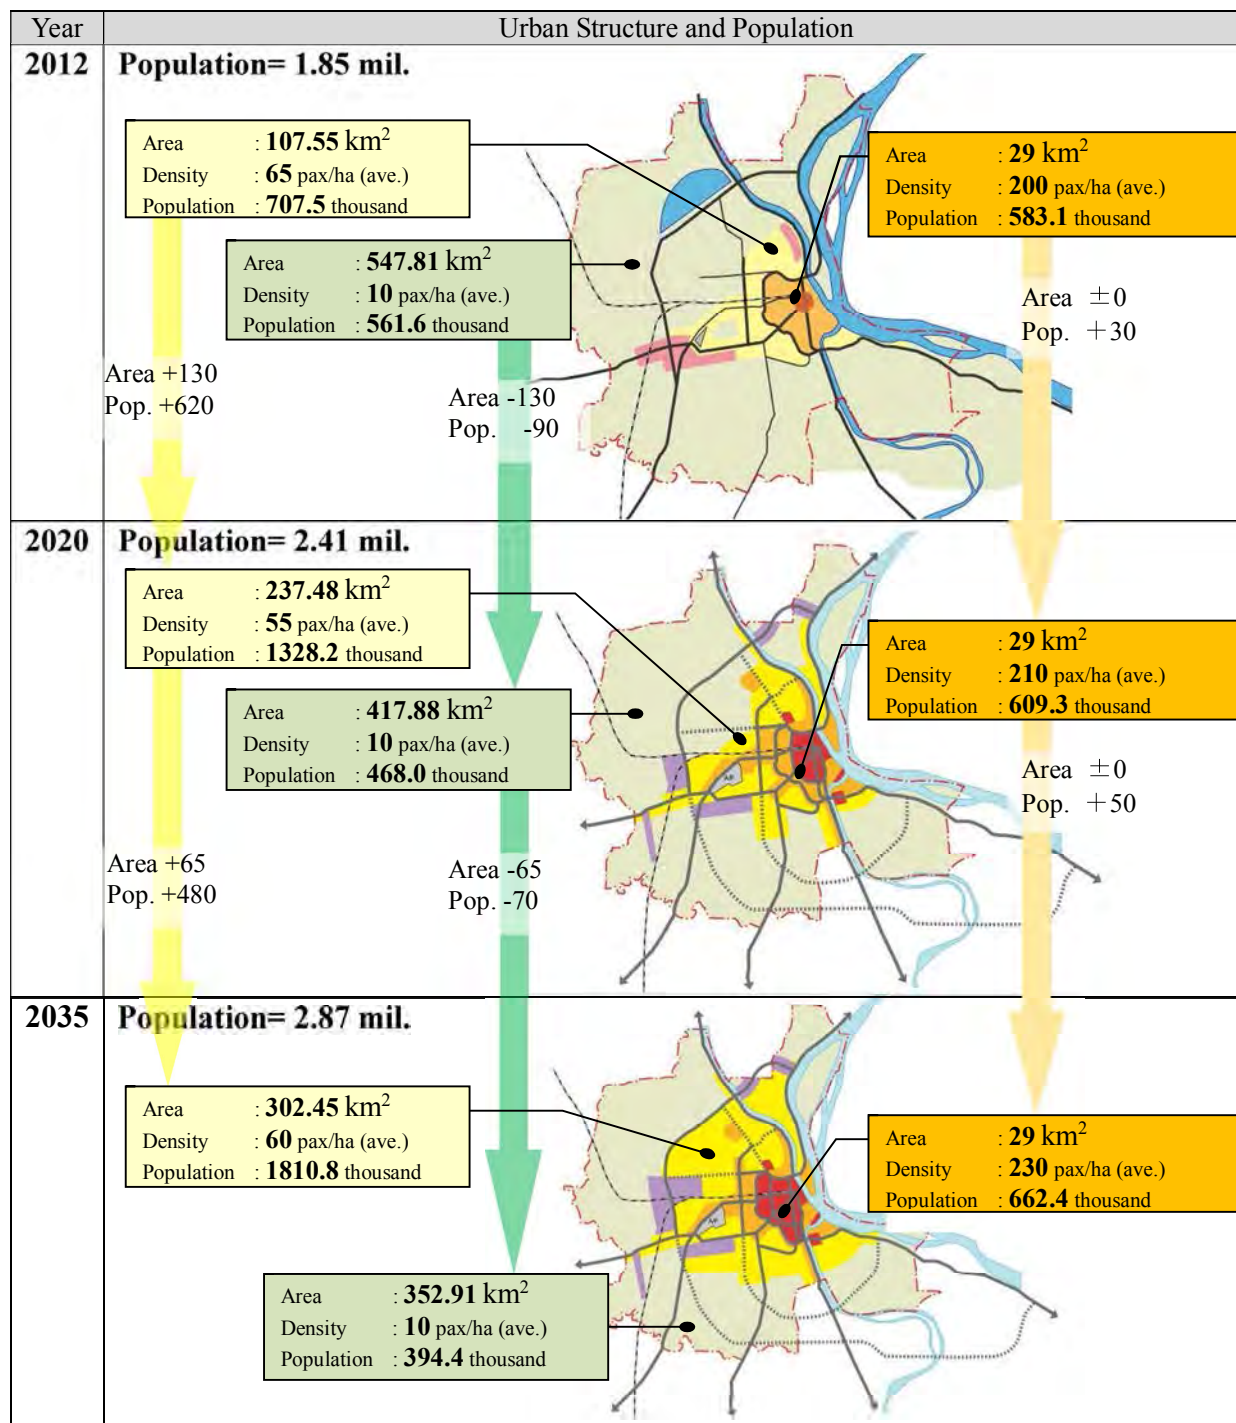 Year Urban Structure and Population
2012 Population= 1.85 mil.
Area : 107.55 km²
Density : 65 pax/ha (ave.)
Population : 707.5 thousand
Area : 29 km²
Density : 200 pax/ha (ave.)
Population : 583.1 thousand
Area : 547.81 km²
Density : 10 pax/ha (ave.)
Population : 561.6 thousand
Area ±0
Pop. +30
Area +130
Pop. +620
Area -130
Pop. -90
2020 Population= 2.41 mil.
Area : 237.48 km²
Density : 55 pax/ha (ave.)
Population : 1328.2 thousand
Area : 29 km²
Density : 210 pax/ha (ave.)
Population : 609.3 thousand
Area : 417.88 km²
Density : 10 pax/ha (ave.)
Population : 468.0 thousand
Area ±0
Pop. +50
Area +65
Pop. +480
Area -65
Pop. -70
2035 Population= 2.87 mil.
Area : 302.45 km²
Density : 60 pax/ha (ave.)
Population : 1810.8 thousand
Area : 29 km²
Density : 230 pax/ha (ave.)
Population : 662.4 thousand
Area : 352.91 km²
Density : 10 pax/ha (ave.)
Population : 394.4 thousand